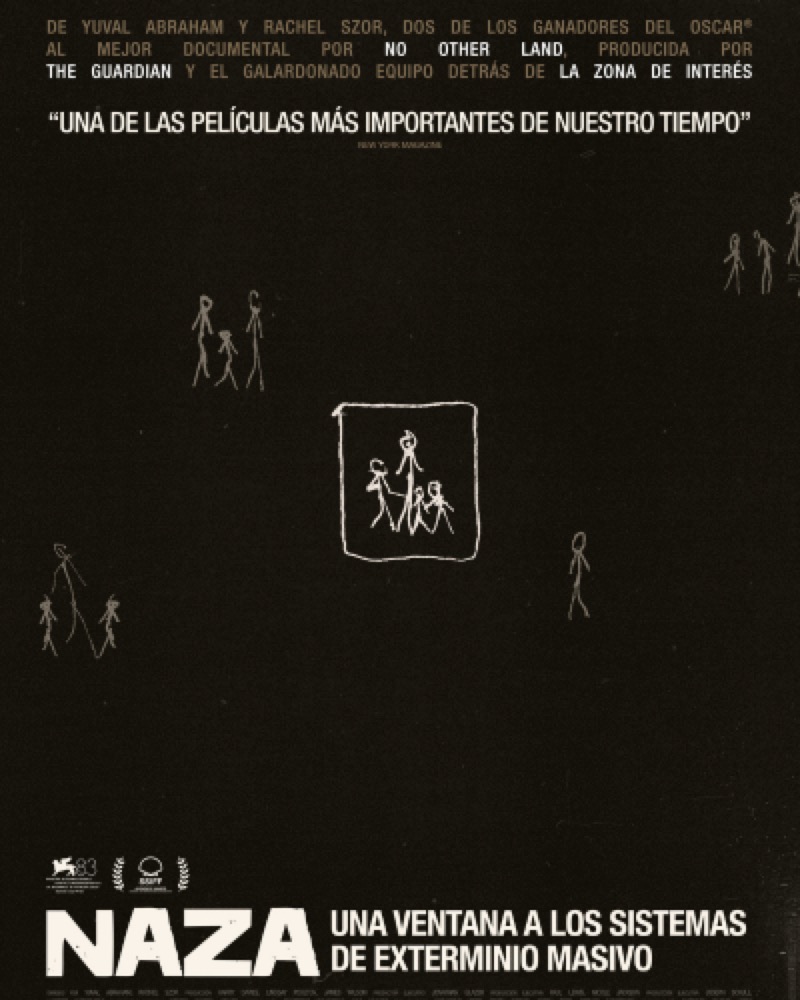 DE YUVAL ABRAHAM Y RACHEL SZOR, DOS DE LOS GANADORES DEL OSCAR®
AL MEJOR DOCUMENTAL POR NO OTHER LAND, PRODUCIDA POR
THE GUARDIAN Y EL GALARDONADO EQUIPO DETRÁS DE LA ZONA DE INTERÉS
“UNA DE LAS PELÍCULAS MÁS IMPORTANTES DE NUESTRO TIEMPO”
NEW YORK MAGAZINE
83
NAZA
UNA VENTANA A LOS SISTEMAS
DE EXTERMINIO MASIVO